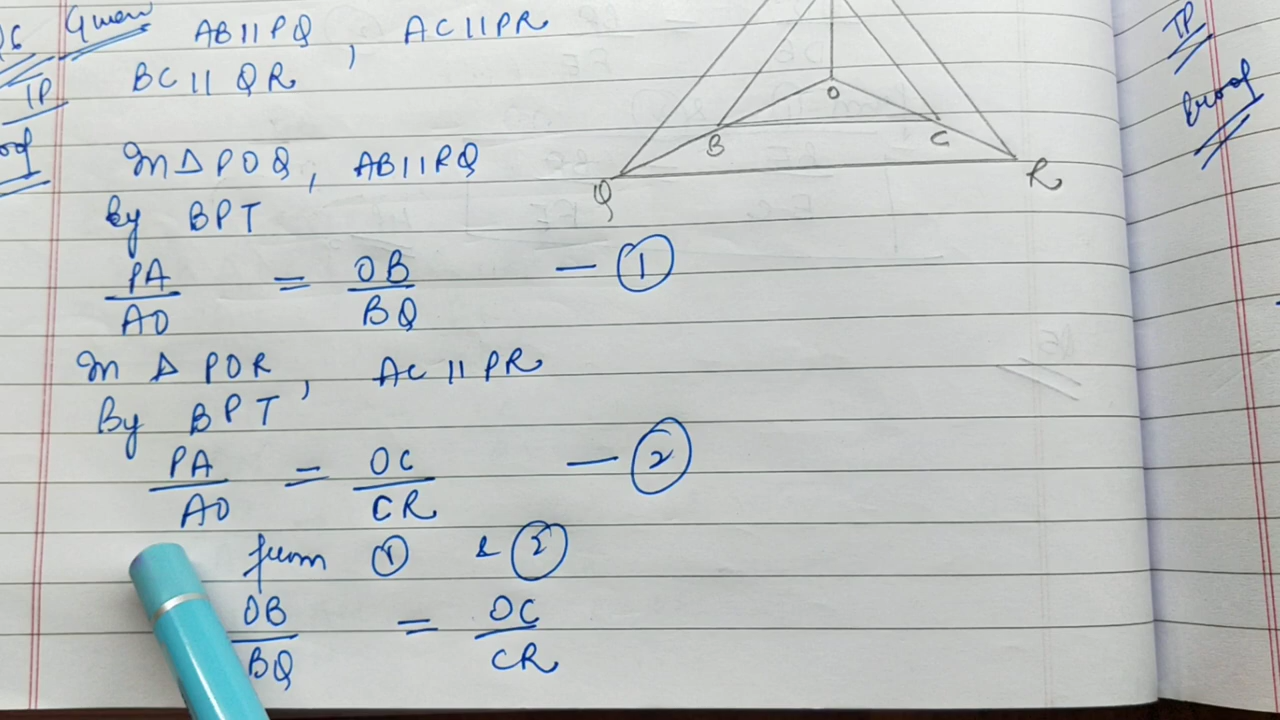 Q6 Given AB || PQ , AC || PR
TP BC || QR
In Δ POQ , AB || PQ
by BPT
PA/AO = OB/BQ — ①
In Δ POR , AC || PR
By BPT
PA/AO = OC/CR — ②
from ① & ②
OB/BQ = OC/CR
O
B
C
Q
R
TP
Proof